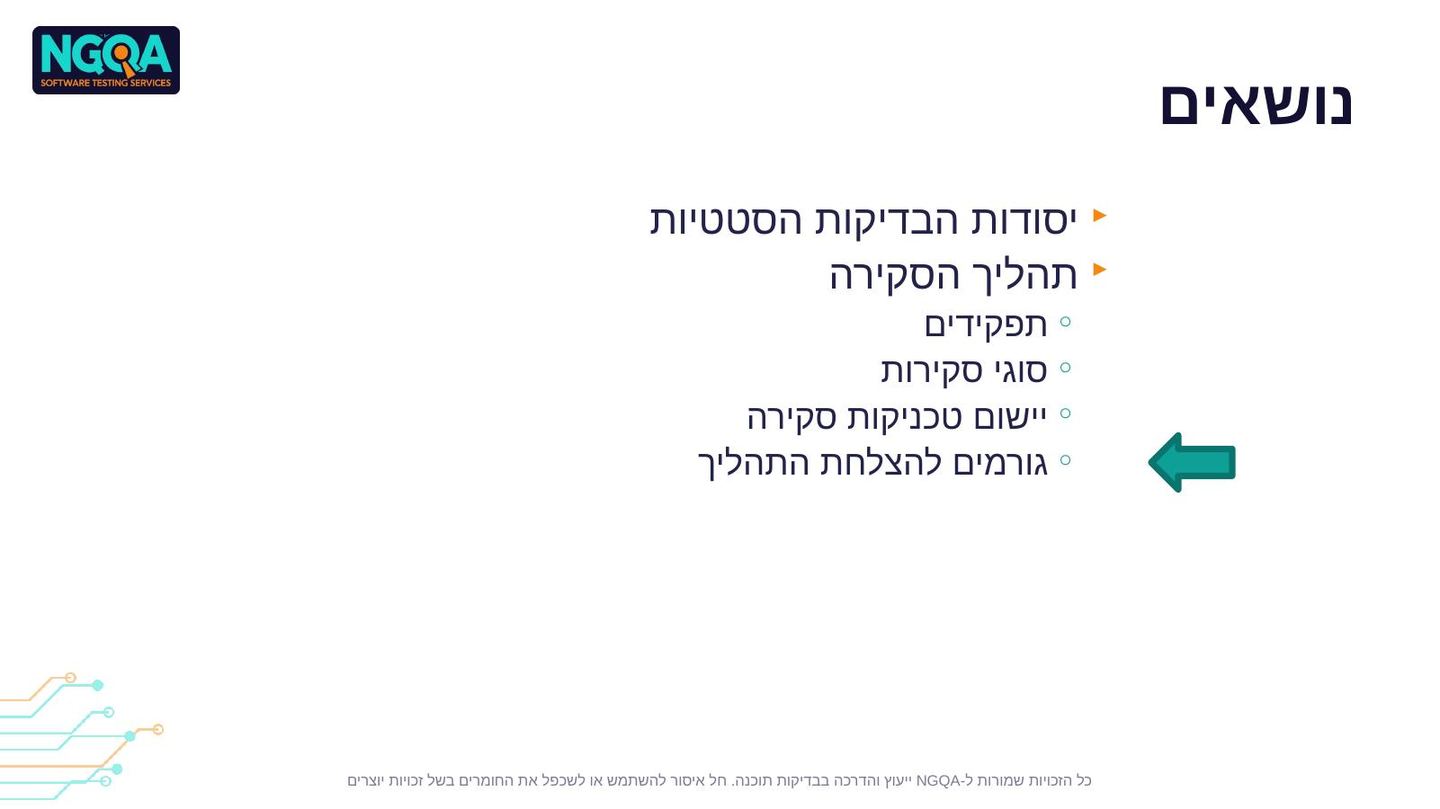 NGQA
SOFTWARE TESTING SERVICES
נושאים
יסודות הבדיקות הסטטיות
תהליך הסקירה
תפקידים
סוגי סקירות
יישום טכניקות סקירה
גורמים להצלחת התהליך
כל הזכויות שמורות ל-NGQA ייעוץ והדרכה בבדיקות תוכנה. חל איסור להשתמש או לשכפל את החומרים בשל זכויות יוצרים